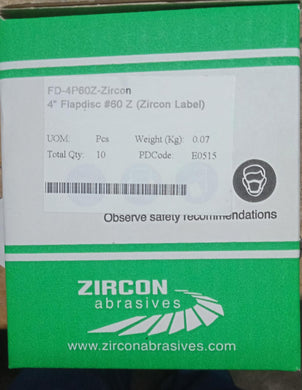 FD-4P60Z-Zircon
4" Flapdisc #60 Z (Zircon Label)
UOM: Pcs Weight (Kg): 0.07
Total Qty: 10 PDCode: E0515
Observe safety recommendations
ZIRCON
abrasives
www.zirconabrasives.com